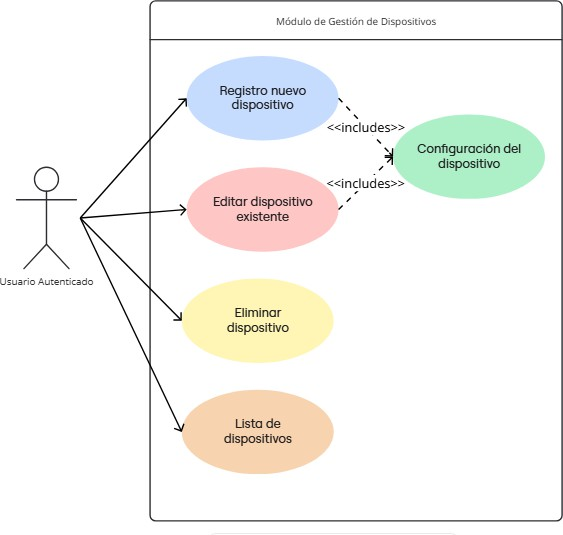 Módulo de Gestión de Dispositivos
Registro nuevo
dispositivo
<<includes>>
Configuración del
dispositivo
<<includes>>
Editar dispositivo
existente
Usuario Autenticado
Eliminar
dispositivo
Lista de
dispositivos